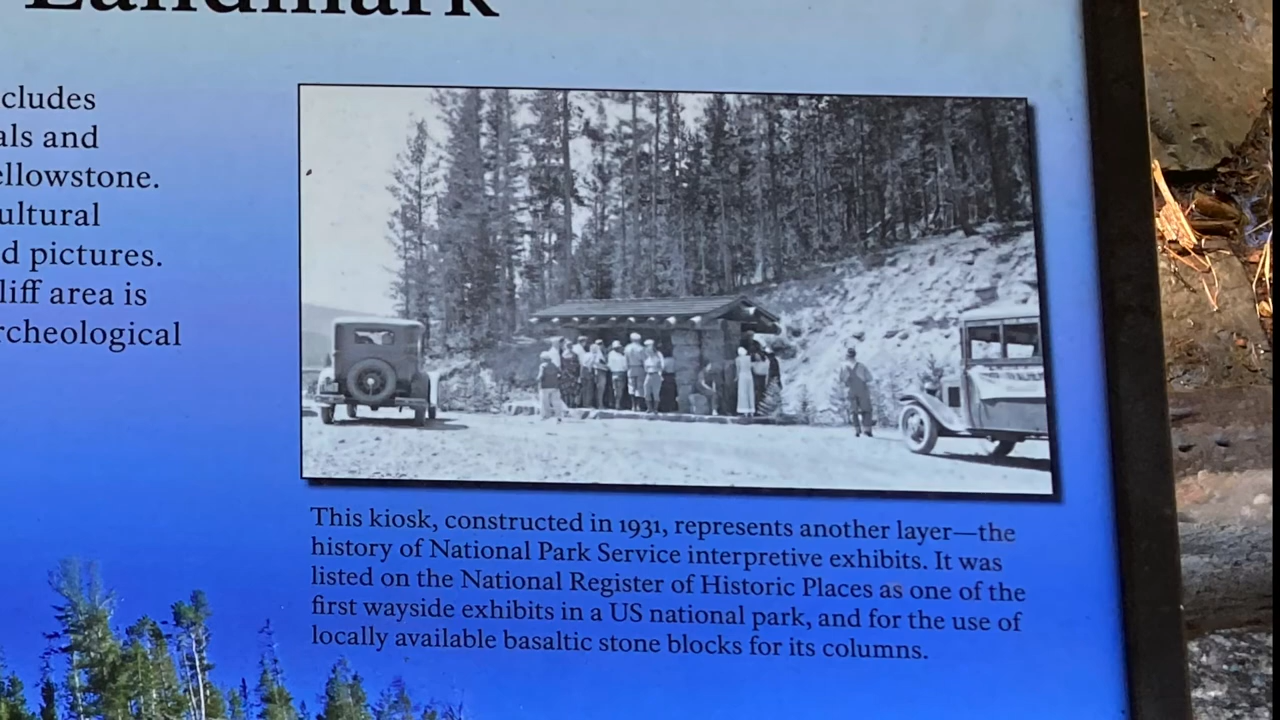 Landmark
cludes
als and
ellowstone.
ultural
d pictures.
liff area is
rcheological
This kiosk, constructed in 1931, represents another layer—the
history of National Park Service interpretive exhibits. It was
listed on the National Register of Historic Places as one of the
first wayside exhibits in a US national park, and for the use of
locally available basaltic stone blocks for its columns.